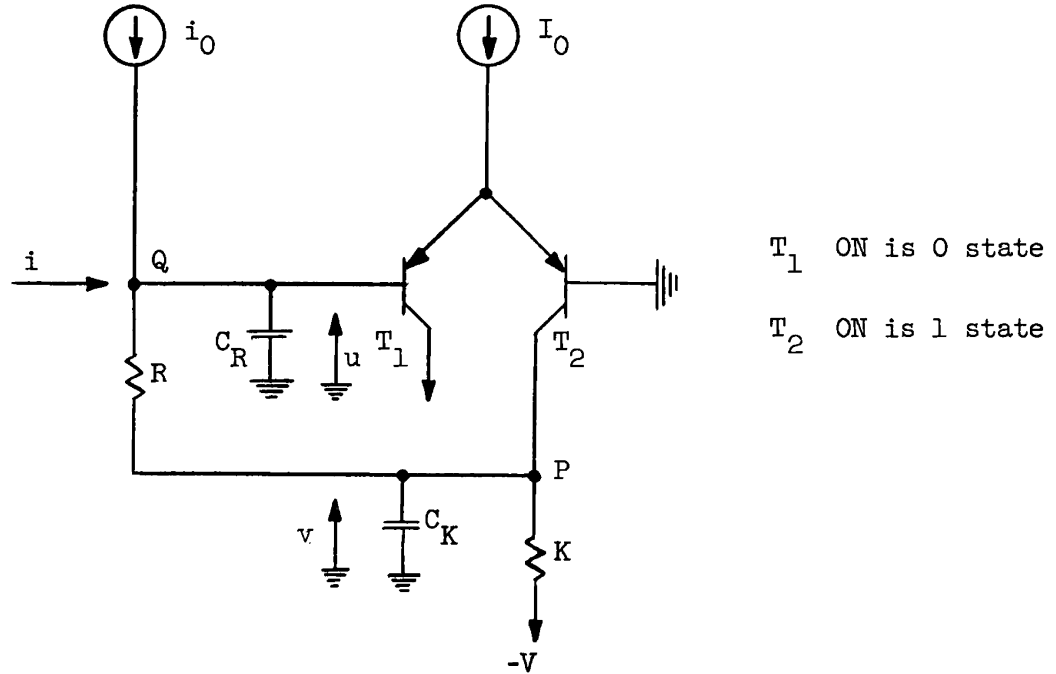 i0
I0
T1 ON is 0 state
i
Q
CR
u
T1
T2
T2 ON is 1 state
R
P
v
CK
K
-V